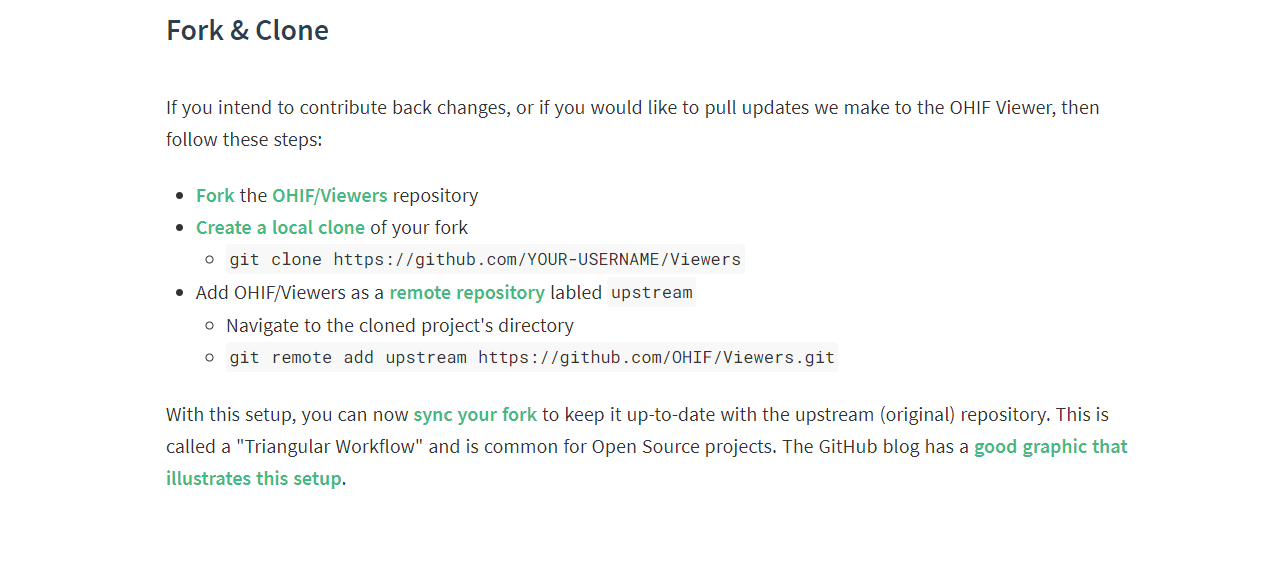 Fork & Clone
If you intend to contribute back changes, or if you would like to pull updates we make to the OHIF Viewer, then
follow these steps:
Fork the OHIF/Viewers repository
Create a local clone of your fork
git clone https://github.com/YOUR-USERNAME/Viewers
Add OHIF/Viewers as a remote repository labled upstream
Navigate to the cloned project's directory
git remote add upstream https://github.com/OHIF/Viewers.git
With this setup, you can now sync your fork to keep it up-to-date with the upstream (original) repository. This is
called a "Triangular Workflow" and is common for Open Source projects. The GitHub blog has a good graphic that
illustrates this setup.